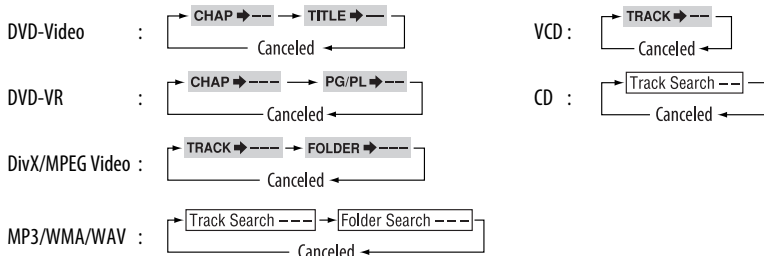 DVD-Video : CHAP ➔ -- TITLE ➔ --
Canceled
DVD-VR : CHAP ➔ --- PG/PL ➔ --
Canceled
DivX/MPEG Video : TRACK ➔ --- FOLDER ➔ ---
Canceled
MP3/WMA/WAV : Track Search --- Folder Search ---
Canceled
VCD : TRACK ➔ --
Canceled
CD : Track Search --
Canceled